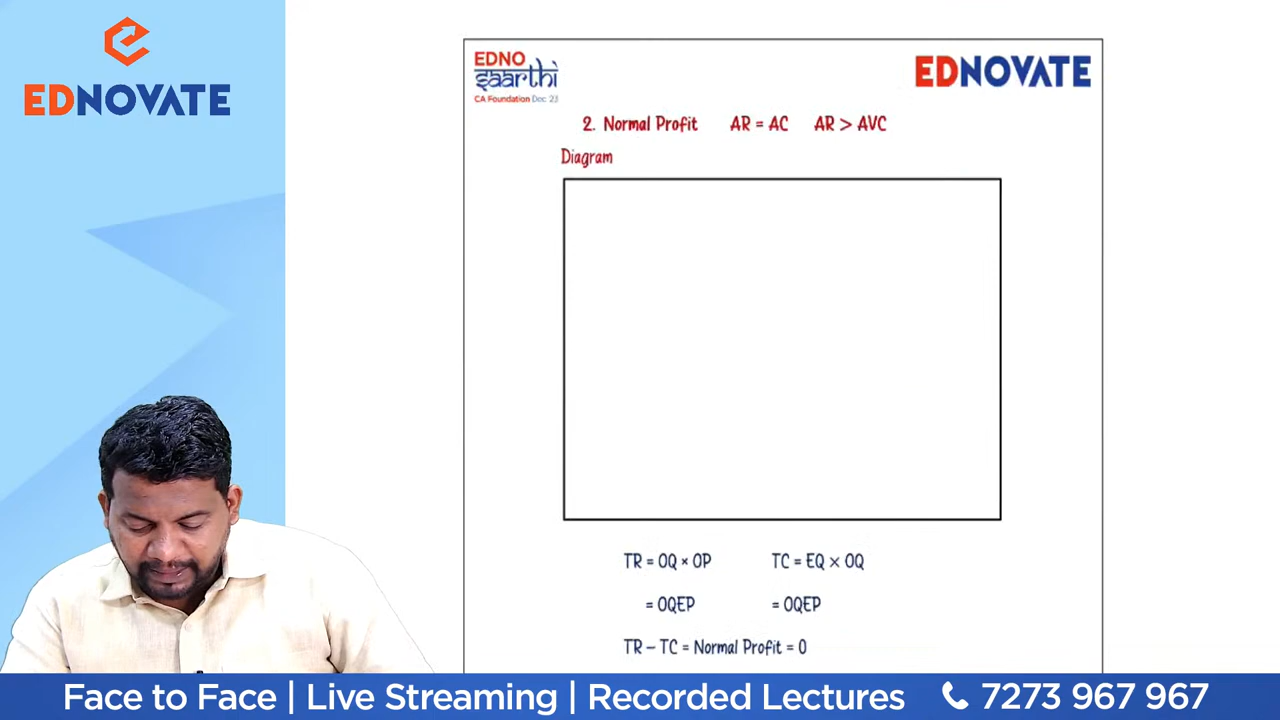 EDNOVATE
EDNO
साarthi
CA Foundation Dec 23
EDNOVATE
2. Normal Profit AR = AC AR > AVC
Diagram
TR = OQ × OP TC = EQ × OQ
= OQEP = OQEP
TR – TC = Normal Profit = 0
Face to Face | Live Streaming | Recorded Lectures 7273 967 967